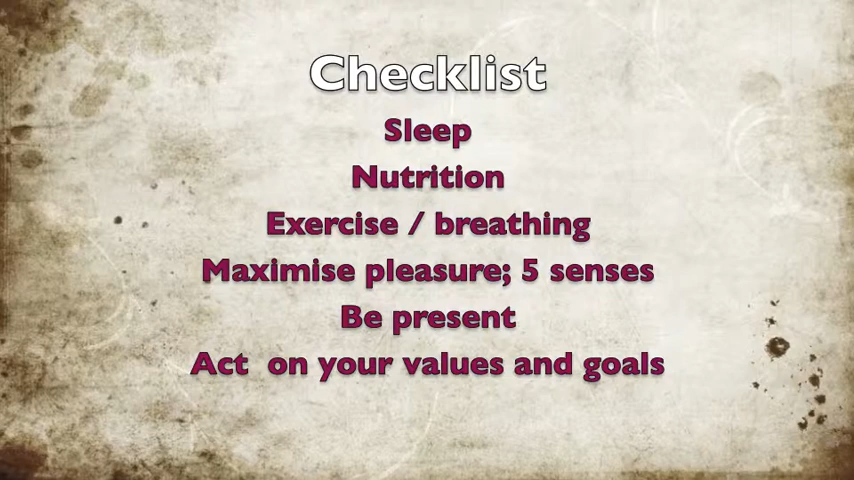 Checklist
Sleep
Nutrition
Exercise / breathing
Maximise pleasure; 5 senses
Be present
Act  on your values and goals